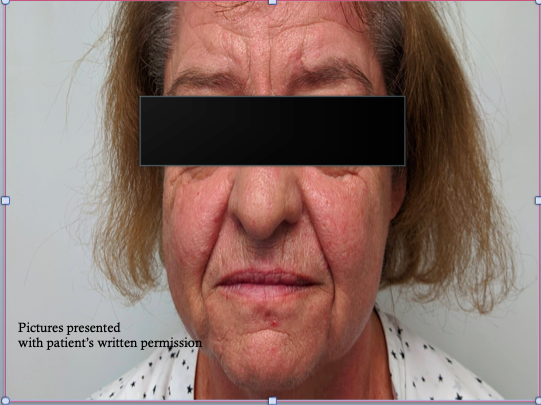 Pictures presented
with patient’s written permission